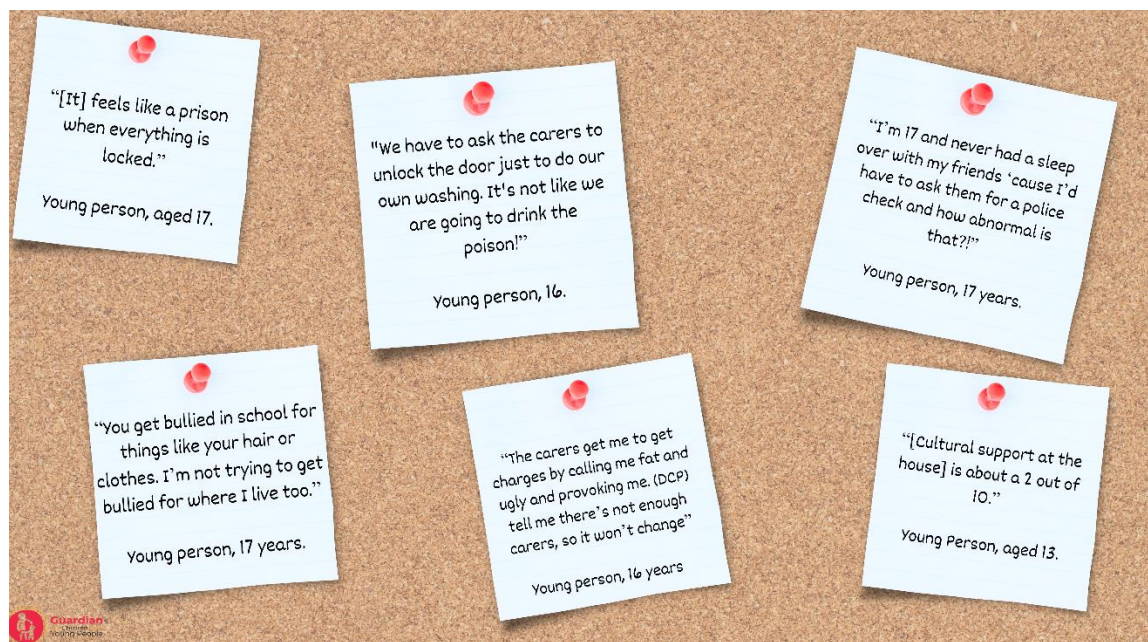 “[It] feels like a prison
when everything is
locked.”
Young person, aged 17.
"We have to ask the carers to
unlock the door just to do our
own washing. It's not like we
are going to drink the
poison!”
Young person, 16.
“I’m 17 and never had a sleep
over with my friends ‘cause I’d
have to ask them for a police
check and how abnormal is
that?!”
Young person, 17 years.
“You get bullied in school for
things like your hair or
clothes. I’m not trying to get
bullied for where I live too.”
Young person, 17 years.
“The carers get me to get
charges by calling me fat and
ugly and provoking me. (DCP)
tell me there’s not enough
carers, so it won’t change”
Young person, 16 years
“[Cultural support at the
house] is about a 2 out of
10.”
Young Person, aged 13.
Guardian
Children
Young People